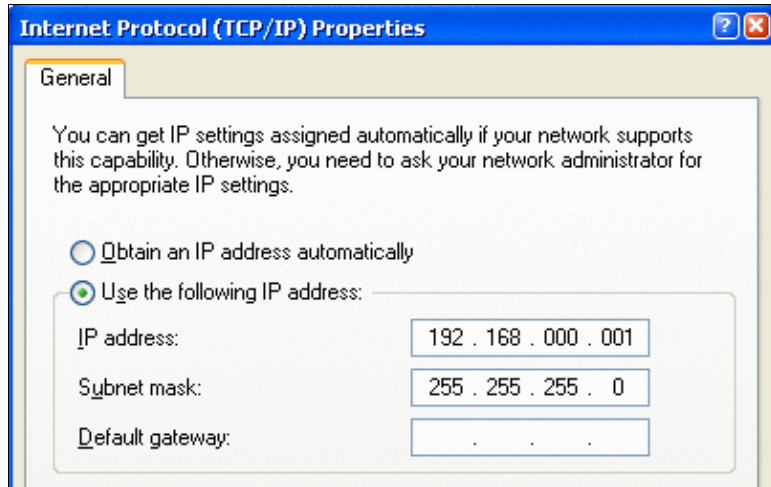 Internet Protocol (TCP/IP) Properties
General
You can get IP settings assigned automatically if your network supports
this capability. Otherwise, you need to ask your network administrator for
the appropriate IP settings.
Obtain an IP address automatically
Use the following IP address:
IP address: 192 . 168 . 000 . 001
Subnet mask: 255 . 255 . 255 . 0
Default gateway: . . .